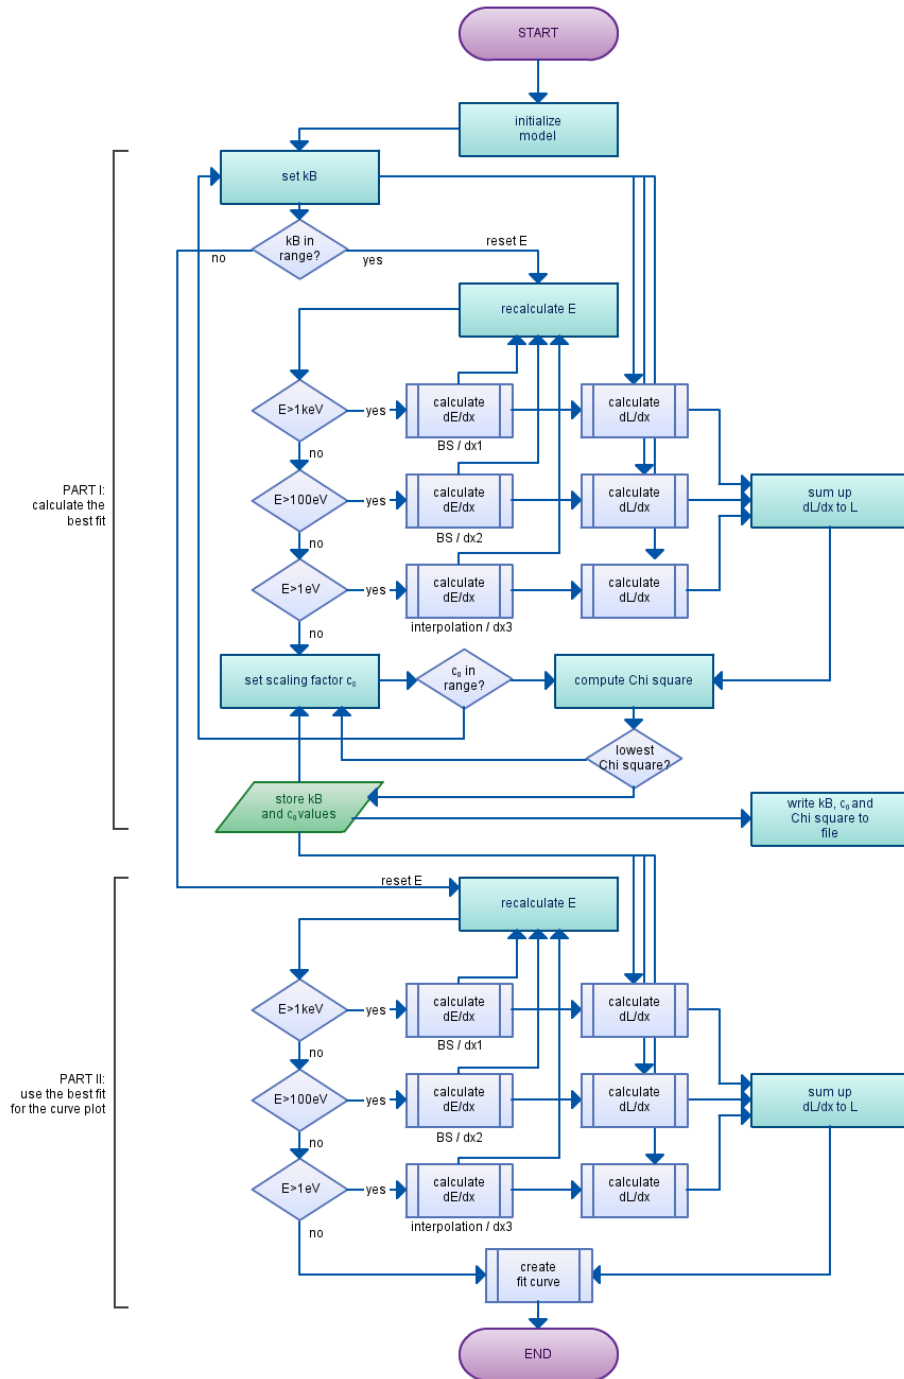 START
initialize
model
set kB
kB in
range?
no
yes
reset E
recalculate E
E>1keV
yes
calculate
dE/dx
calculate
dL/dx
BS / dx1
no
PART I:
calculate the
best fit
E>100eV
yes
calculate
dE/dx
calculate
dL/dx
sum up
dL/dx to L
BS / dx2
no
E>1eV
yes
calculate
dE/dx
calculate
dL/dx
interpolation / dx3
no
set scaling factor c₀
c₀ in
range?
compute Chi square
lowest
Chi square?
store kB
and c₀ values
write kB, c₀ and
Chi square to
file
reset E
recalculate E
E>1keV
yes
calculate
dE/dx
calculate
dL/dx
BS / dx1
no
PART II:
use the best fit
for the curve plot
E>100eV
yes
calculate
dE/dx
calculate
dL/dx
sum up
dL/dx to L
BS / dx2
no
E>1eV
yes
calculate
dE/dx
calculate
dL/dx
interpolation / dx3
no
create
fit curve
END